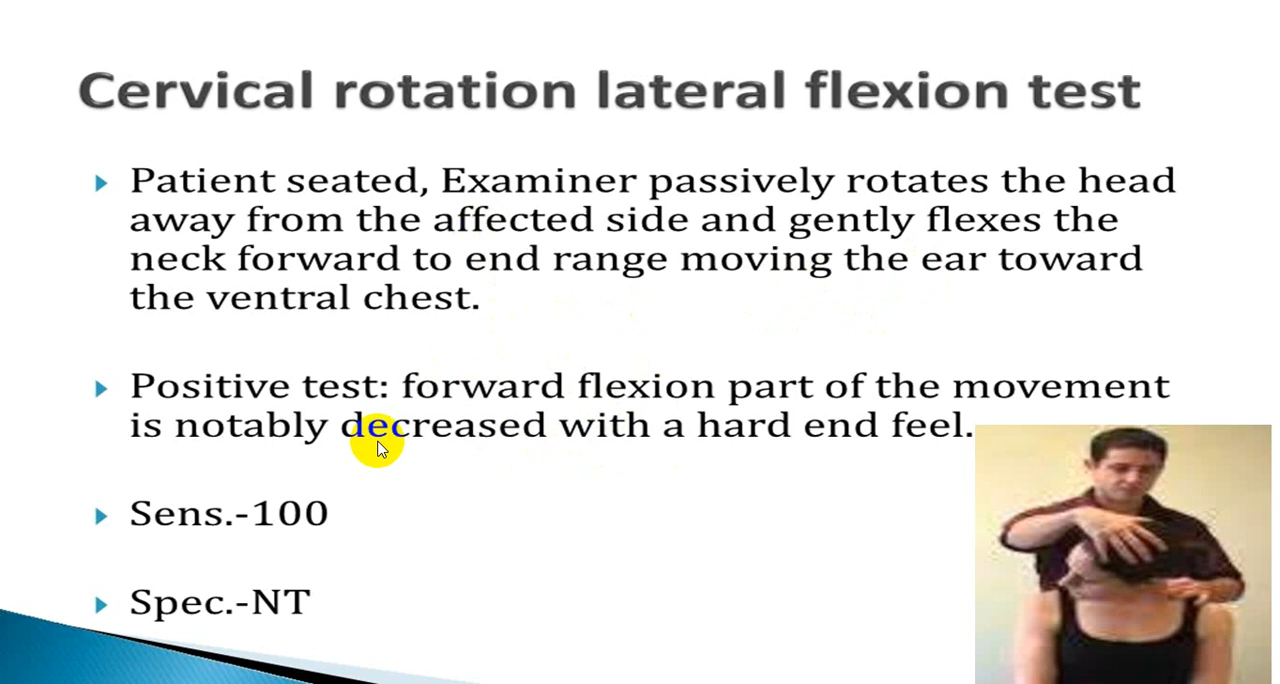 Cervical rotation lateral flexion test
Patient seated, Examiner passively rotates the head
away from the affected side and gently flexes the
neck forward to end range moving the ear toward
the ventral chest.
Positive test: forward flexion part of the movement
is notably decreased with a hard end feel.
Sens.-100
Spec.-NT